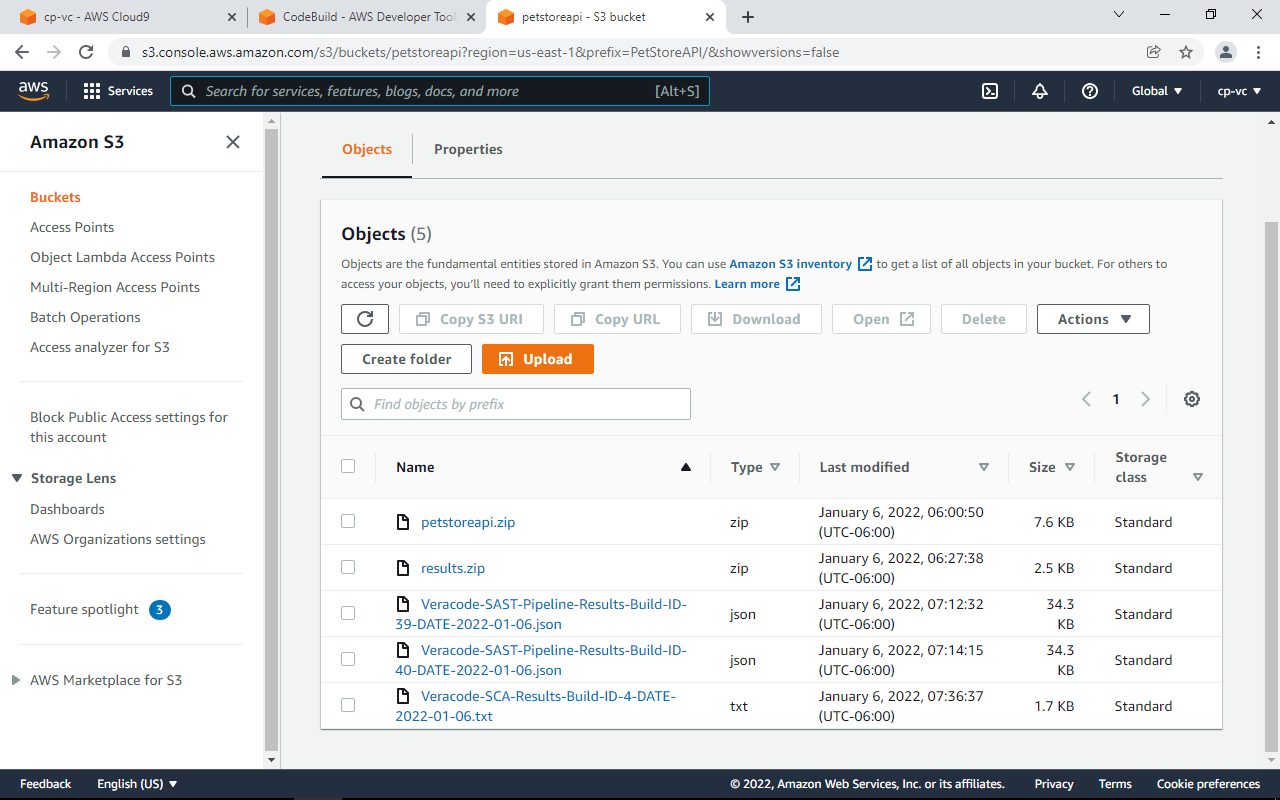 cp-vc - AWS Cloud9
CodeBuild - AWS Developer Tool
petstoreapi - S3 bucket
s3.console.aws.amazon.com/s3/buckets/petstoreapi?region=us-east-1&prefix=PetStoreAPI/&showversions=false
aws
Services
Search for services, features, blogs, docs, and more
[Alt+S]
Global
cp-vc
Amazon S3
Buckets
Access Points
Object Lambda Access Points
Multi-Region Access Points
Batch Operations
Access analyzer for S3
Block Public Access settings for
this account
Storage Lens
Dashboards
AWS Organizations settings
Feature spotlight 3
AWS Marketplace for S3
Objects
Properties
Objects (5)
Objects are the fundamental entities stored in Amazon S3. You can use Amazon S3 inventory to get a list of all objects in your bucket. For others to
access your objects, you'll need to explicitly grant them permissions. Learn more
Copy S3 URI
Copy URL
Download
Open
Delete
Actions
Create folder
Upload
Find objects by prefix
1
Name
Type
Last modified
Size
Storage
class
petstoreapi.zip
zip
January 6, 2022, 06:00:50
(UTC-06:00)
7.6 KB
Standard
results.zip
zip
January 6, 2022, 06:27:38
(UTC-06:00)
2.5 KB
Standard
Veracode-SAST-Pipeline-Results-Build-ID-
39-DATE-2022-01-06.json
json
January 6, 2022, 07:12:32
(UTC-06:00)
34.3
KB
Standard
Veracode-SAST-Pipeline-Results-Build-ID-
40-DATE-2022-01-06.json
json
January 6, 2022, 07:14:15
(UTC-06:00)
34.3
KB
Standard
Veracode-SCA-Results-Build-ID-4-DATE-
2022-01-06.txt
txt
January 6, 2022, 07:36:37
(UTC-06:00)
1.7 KB
Standard
Feedback
English (US)
© 2022, Amazon Web Services, Inc. or its affiliates.
Privacy
Terms
Cookie preferences